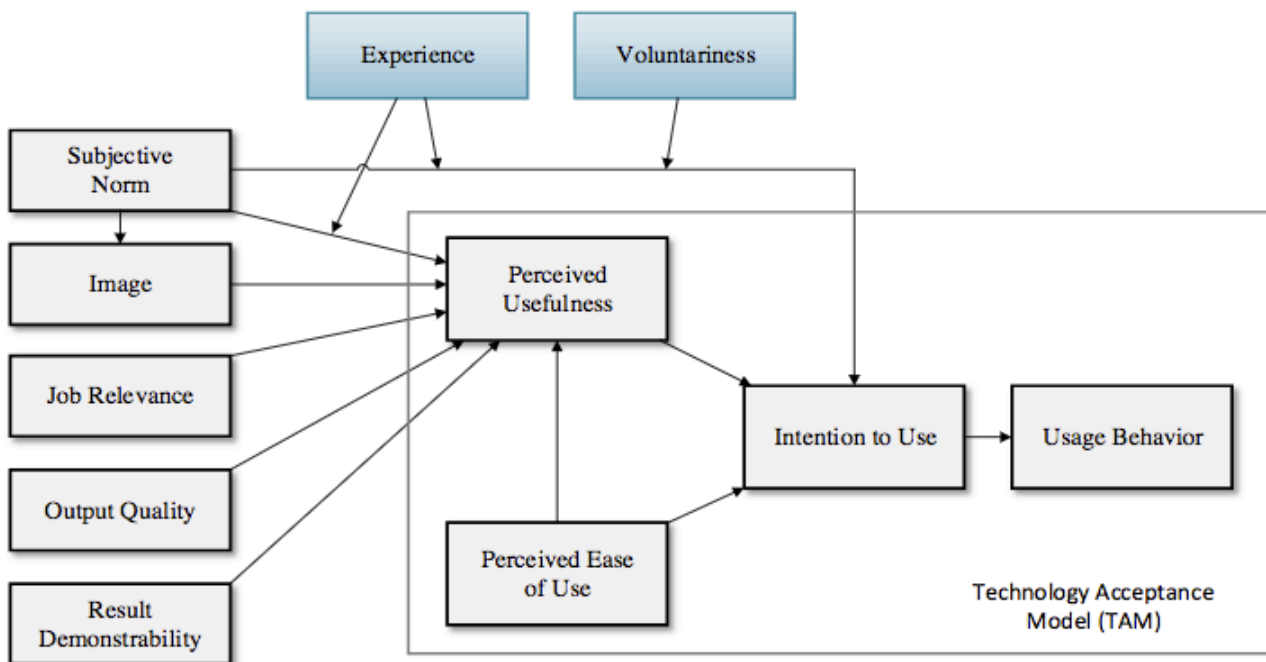 Experience
Voluntariness
Subjective
Norm
Image
Perceived
Usefulness
Job Relevance
Intention to Use
Usage Behavior
Output Quality
Perceived Ease
of Use
Result
Demonstrability
Technology Acceptance
Model (TAM)